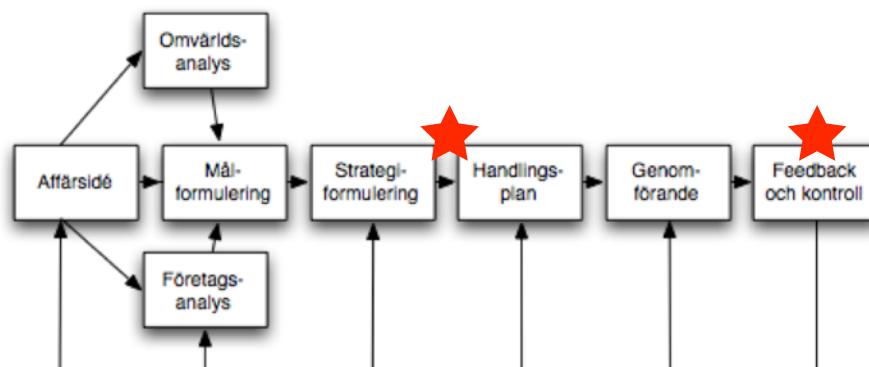 Omvärlds-
analys
Affärsidé
Mål-
formulering
Strategi-
formulering
Handlings-
plan
Genom-
förande
Feedback
och kontroll
Företags-
analys